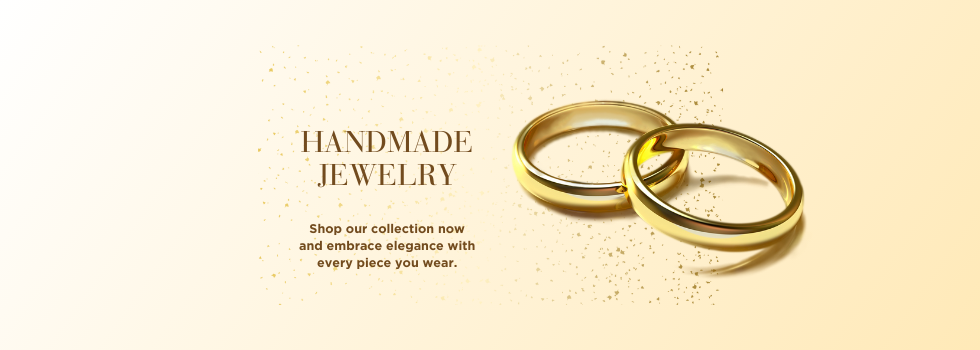 HANDMADE
JEWELRY
Shop our collection now
and embrace elegance with
every piece you wear.